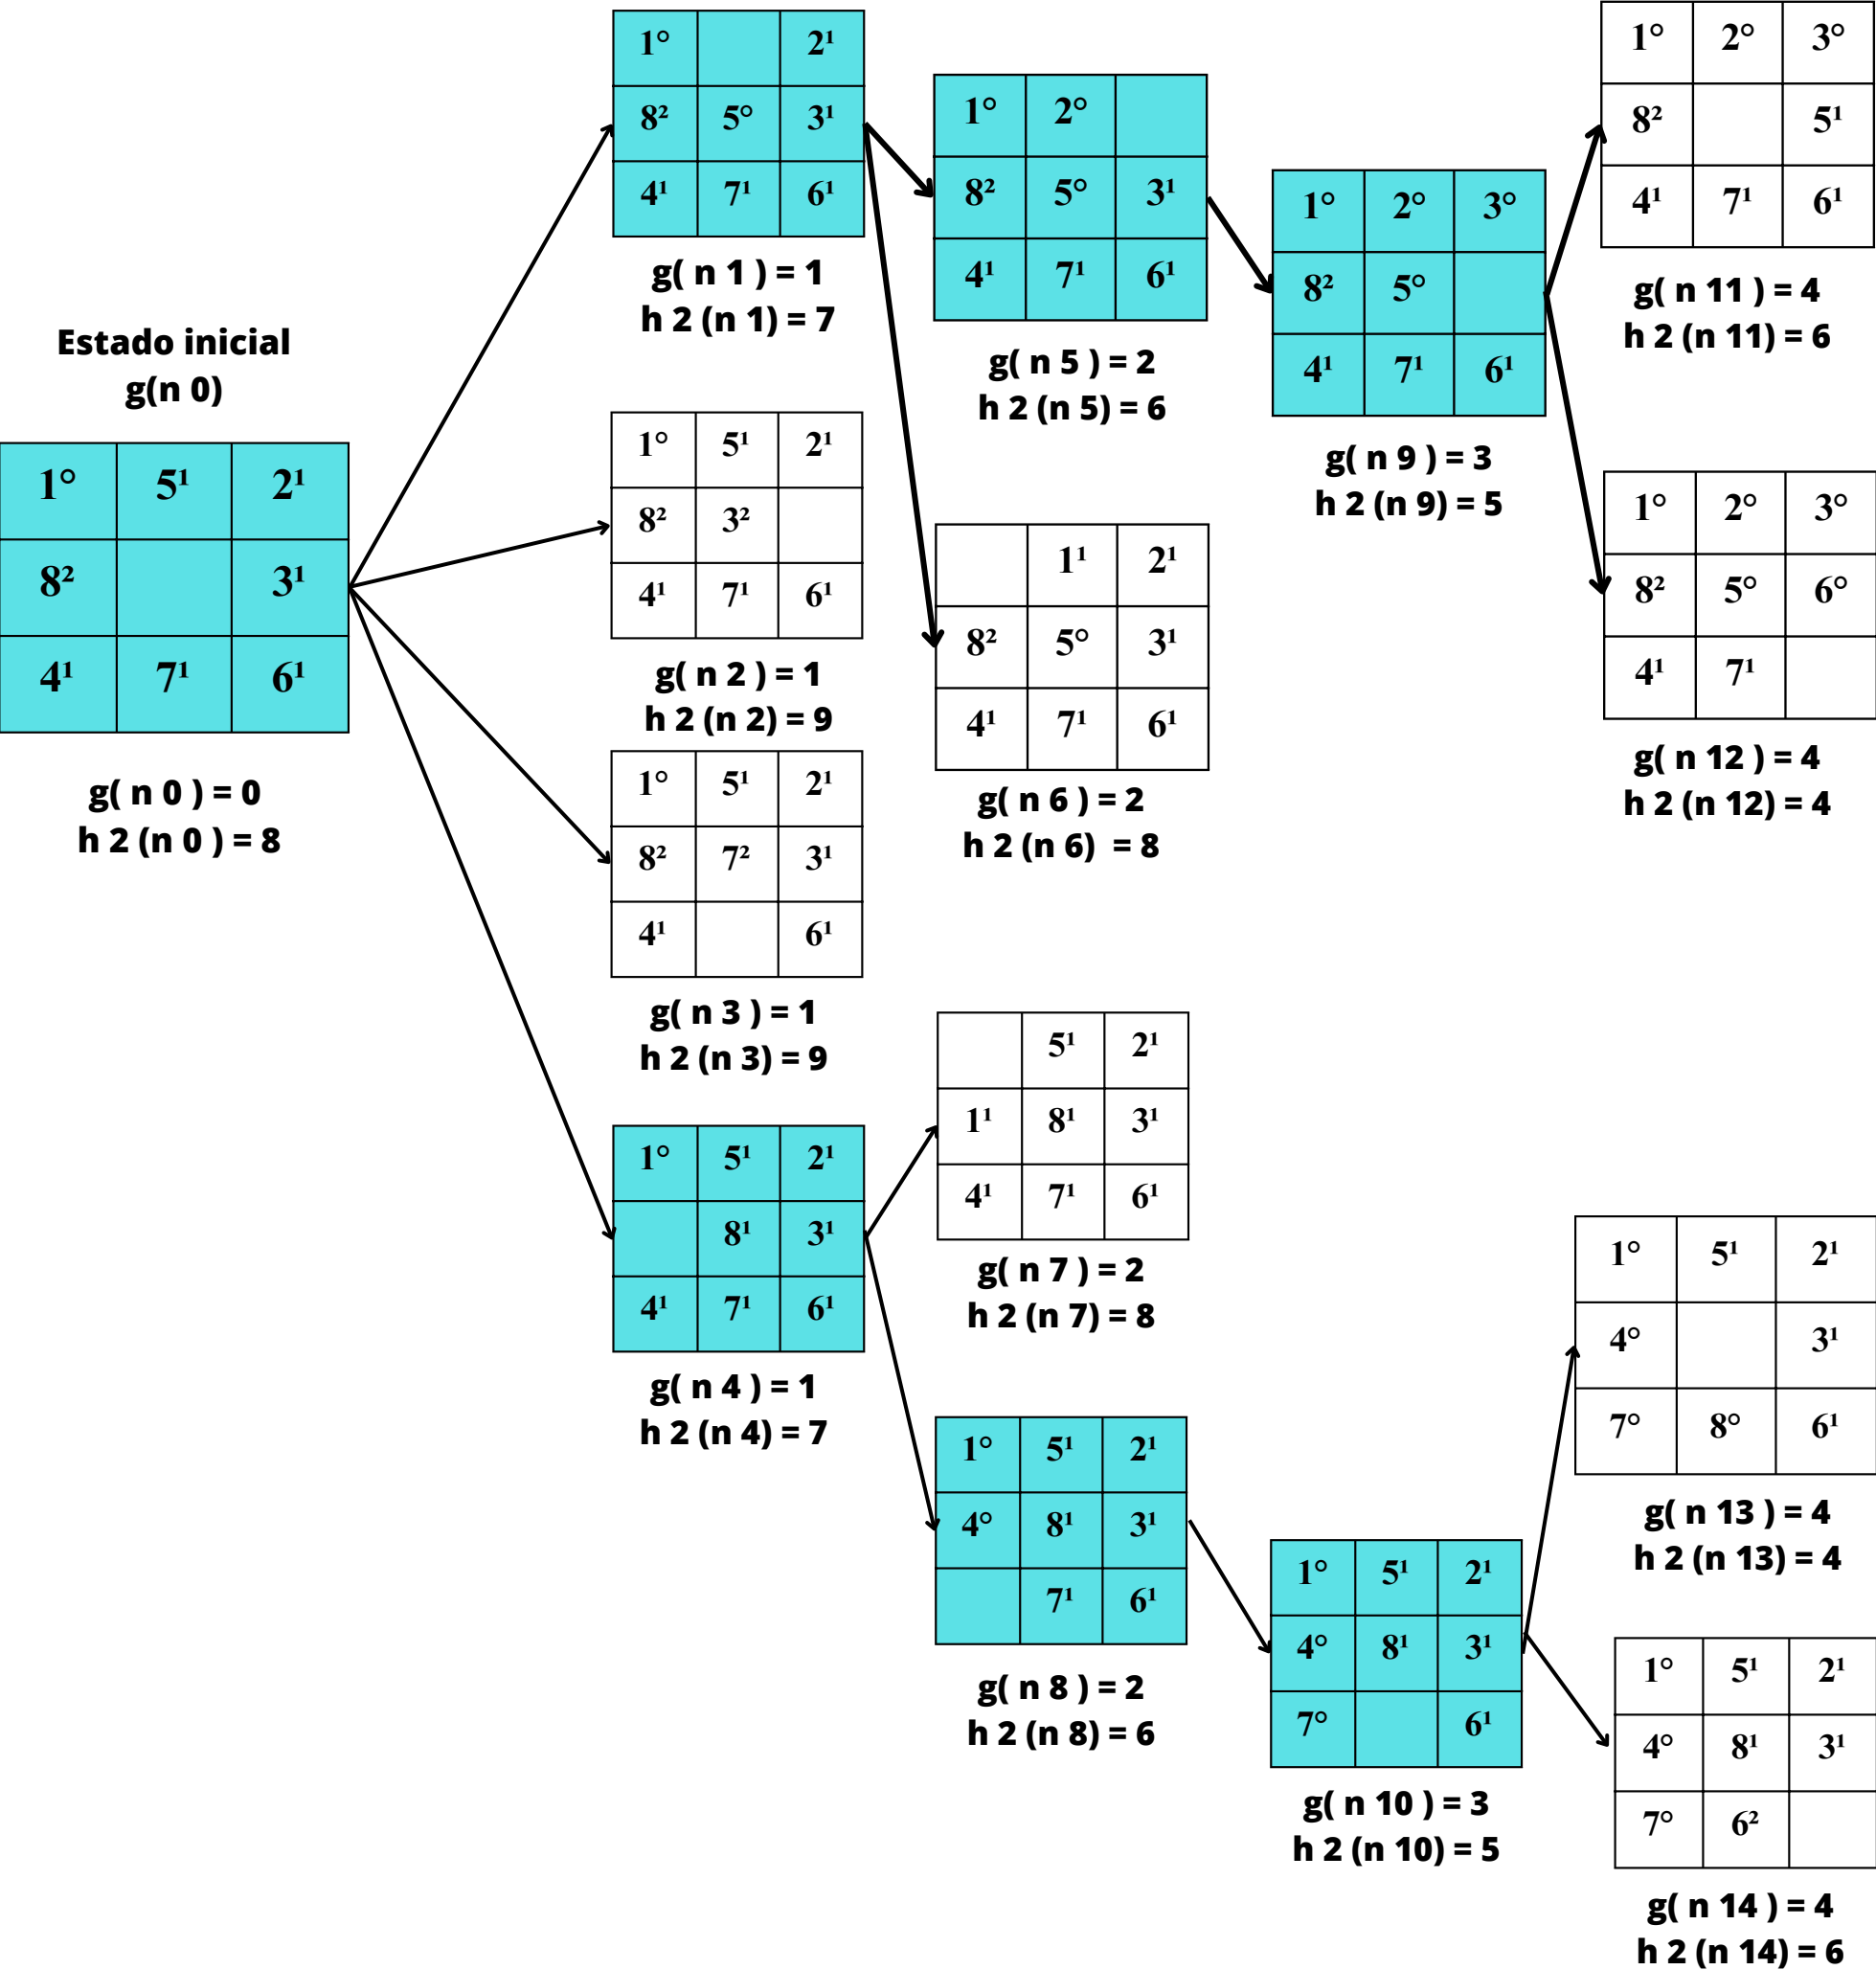 Estado inicial
g(n 0)
1° 5¹ 2¹
8² 3¹
4¹ 7¹ 6¹
g( n 0 ) = 0
h 2 (n 0 ) = 8
1° 2¹
8² 5° 3¹
4¹ 7¹ 6¹
g( n 1 ) = 1
h 2 (n 1) = 7
1° 5¹ 2¹
8² 3²
4¹ 7¹ 6¹
g( n 2 ) = 1
h 2 (n 2) = 9
1° 5¹ 2¹
8² 7² 3¹
4¹ 6¹
g( n 3 ) = 1
h 2 (n 3) = 9
1° 5¹ 2¹
8¹ 3¹
4¹ 7¹ 6¹
g( n 4 ) = 1
h 2 (n 4) = 7
1° 2°
8² 5° 3¹
4¹ 7¹ 6¹
g( n 5 ) = 2
h 2 (n 5) = 6
1¹ 2¹
8² 5° 3¹
4¹ 7¹ 6¹
g( n 6 ) = 2
h 2 (n 6) = 8
5¹ 2¹
1¹ 8¹ 3¹
4¹ 7¹ 6¹
g( n 7 ) = 2
h 2 (n 7) = 8
1° 5¹ 2¹
4° 8¹ 3¹
7¹ 6¹
g( n 8 ) = 2
h 2 (n 8) = 6
1° 2° 3°
8² 5°
4¹ 7¹ 6¹
g( n 9 ) = 3
h 2 (n 9) = 5
1° 5¹ 2¹
4° 8¹ 3¹
7° 6¹
g( n 10 ) = 3
h 2 (n 10) = 5
1° 2° 3°
8² 5¹
4¹ 7¹ 6¹
g( n 11 ) = 4
h 2 (n 11) = 6
1° 2° 3°
8² 5° 6°
4¹ 7¹
g( n 12 ) = 4
h 2 (n 12) = 4
1° 5¹ 2¹
4° 3¹
7° 8° 6¹
g( n 13 ) = 4
h 2 (n 13) = 4
1° 5¹ 2¹
4° 8¹ 3¹
7° 6²
g( n 14 ) = 4
h 2 (n 14) = 6